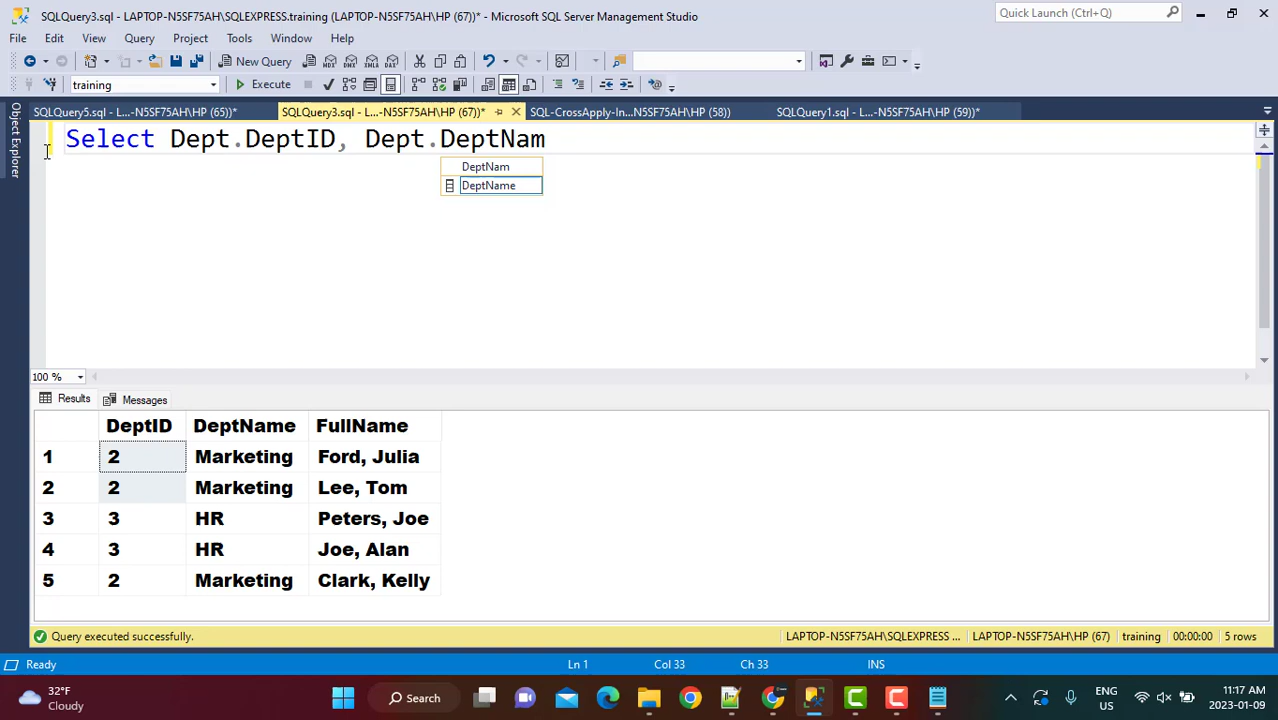 SQLQuery3.sql - LAPTOP-N5SF75AH\SQLEXPRESS.training (LAPTOP-N5SF75AH\HP (67))* - Microsoft SQL Server Management Studio
Quick Launch (Ctrl+Q)
File Edit View Query Project Tools Window Help
New Query MDX DMX XMLA DAX
training Execute
Object Explorer
SQLQuery5.sql - L...-N5SF75AH\HP (65))* SQLQuery3.sql - L...-N5SF75AH\HP (67))* SQL-CrossApply-In...N5SF75AH\HP (58)) SQLQuery1.sql - L...-N5SF75AH\HP (59))*
Select Dept.DeptID, Dept.DeptNam
DeptNam
DeptName
100 %
Results Messages
DeptID DeptName FullName
1 2 Marketing Ford, Julia
2 2 Marketing Lee, Tom
3 3 HR Peters, Joe
4 3 HR Joe, Alan
5 2 Marketing Clark, Kelly
Query executed successfully. LAPTOP-N5SF75AH\SQLEXPRESS ... LAPTOP-N5SF75AH\HP (67) training 00:00:00 5 rows
Ready Ln 1 Col 33 Ch 33 INS
32°F
Cloudy
Search
ENG
US
11:17 AM
2023-01-09